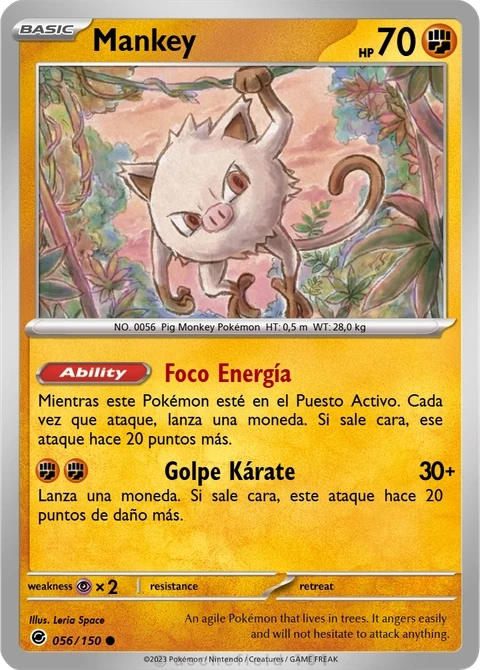 BASIC
Mankey
HP 70
NO. 0056 Pig Monkey Pokémon HT: 0,5 m WT: 28,0 kg
Ability Foco Energía
Mientras este Pokémon esté en el Puesto Activo. Cada
vez que ataque, lanza una moneda. Si sale cara, ese
ataque hace 20 puntos más.
Golpe Kárate 30+
Lanza una moneda. Si sale cara, este ataque hace 20
puntos de daño más.
weakness ×2 resistance retreat
Illus. Leria Space
056/150
An agile Pokémon that lives in trees. It angers easily
and will not hesitate to attack anything.
©2023 Pokémon / Nintendo / Creatures / GAME FREAK